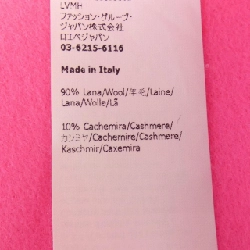 LVMH
ファッション・グループ・
ジャパン株式会社
ロエベジャパン
03-6215-6116
Made in Italy
90% Lana/Wool/羊毛/Laine/
Lana/Wolle/Lã
10% Cachemira/Cashmere/
カシミヤ/Cachemire/Cashmere/
Kaschmir/Caxemira